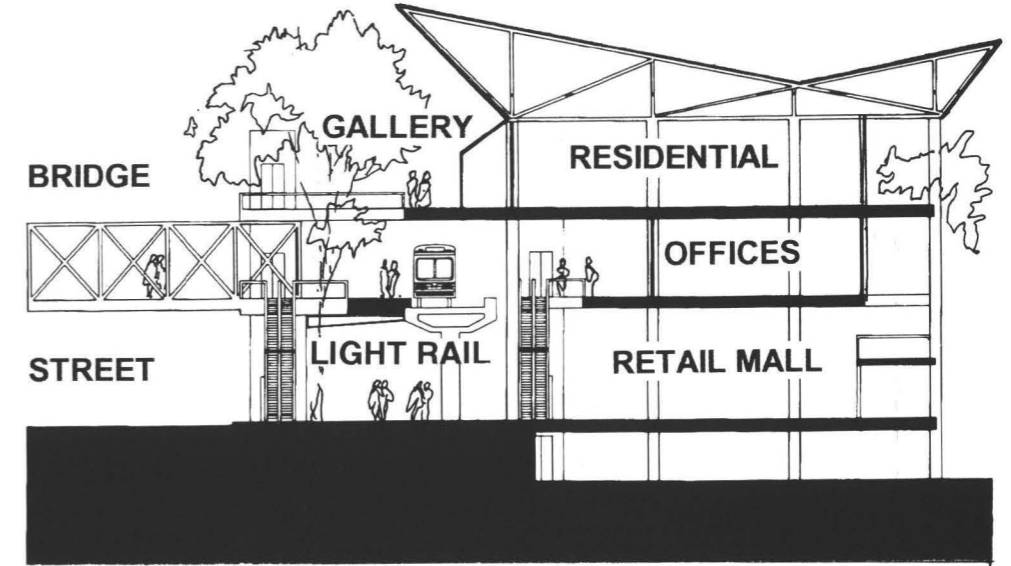 GALLERY
RESIDENTIAL
BRIDGE
OFFICES
LIGHT RAIL
RETAIL MALL
STREET